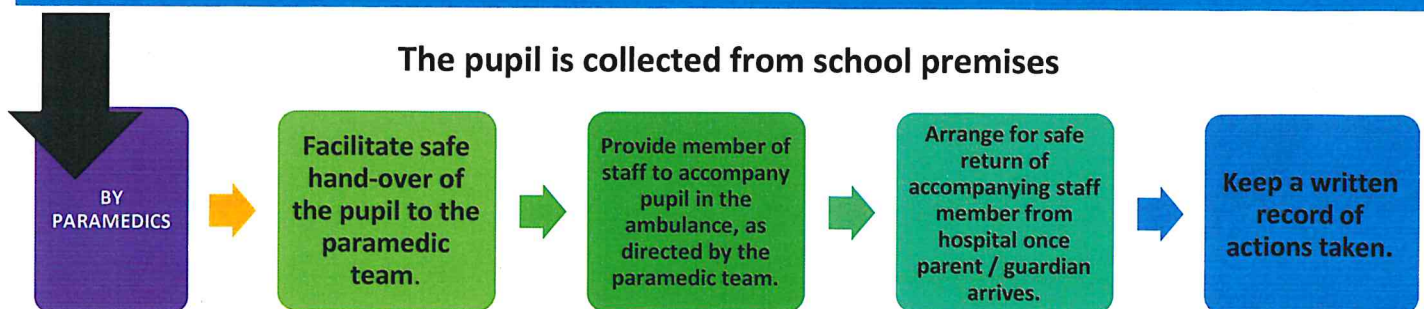 The pupil is collected from school premises
BY
PARAMEDICS
Facilitate safe
hand-over of
the pupil to the
paramedic
team.
Provide member of
staff to accompany
pupil in the
ambulance, as
directed by the
paramedic team.
Arrange for safe
return of
accompanying staff
member from
hospital once
parent / guardian
arrives.
Keep a written
record of
actions taken.